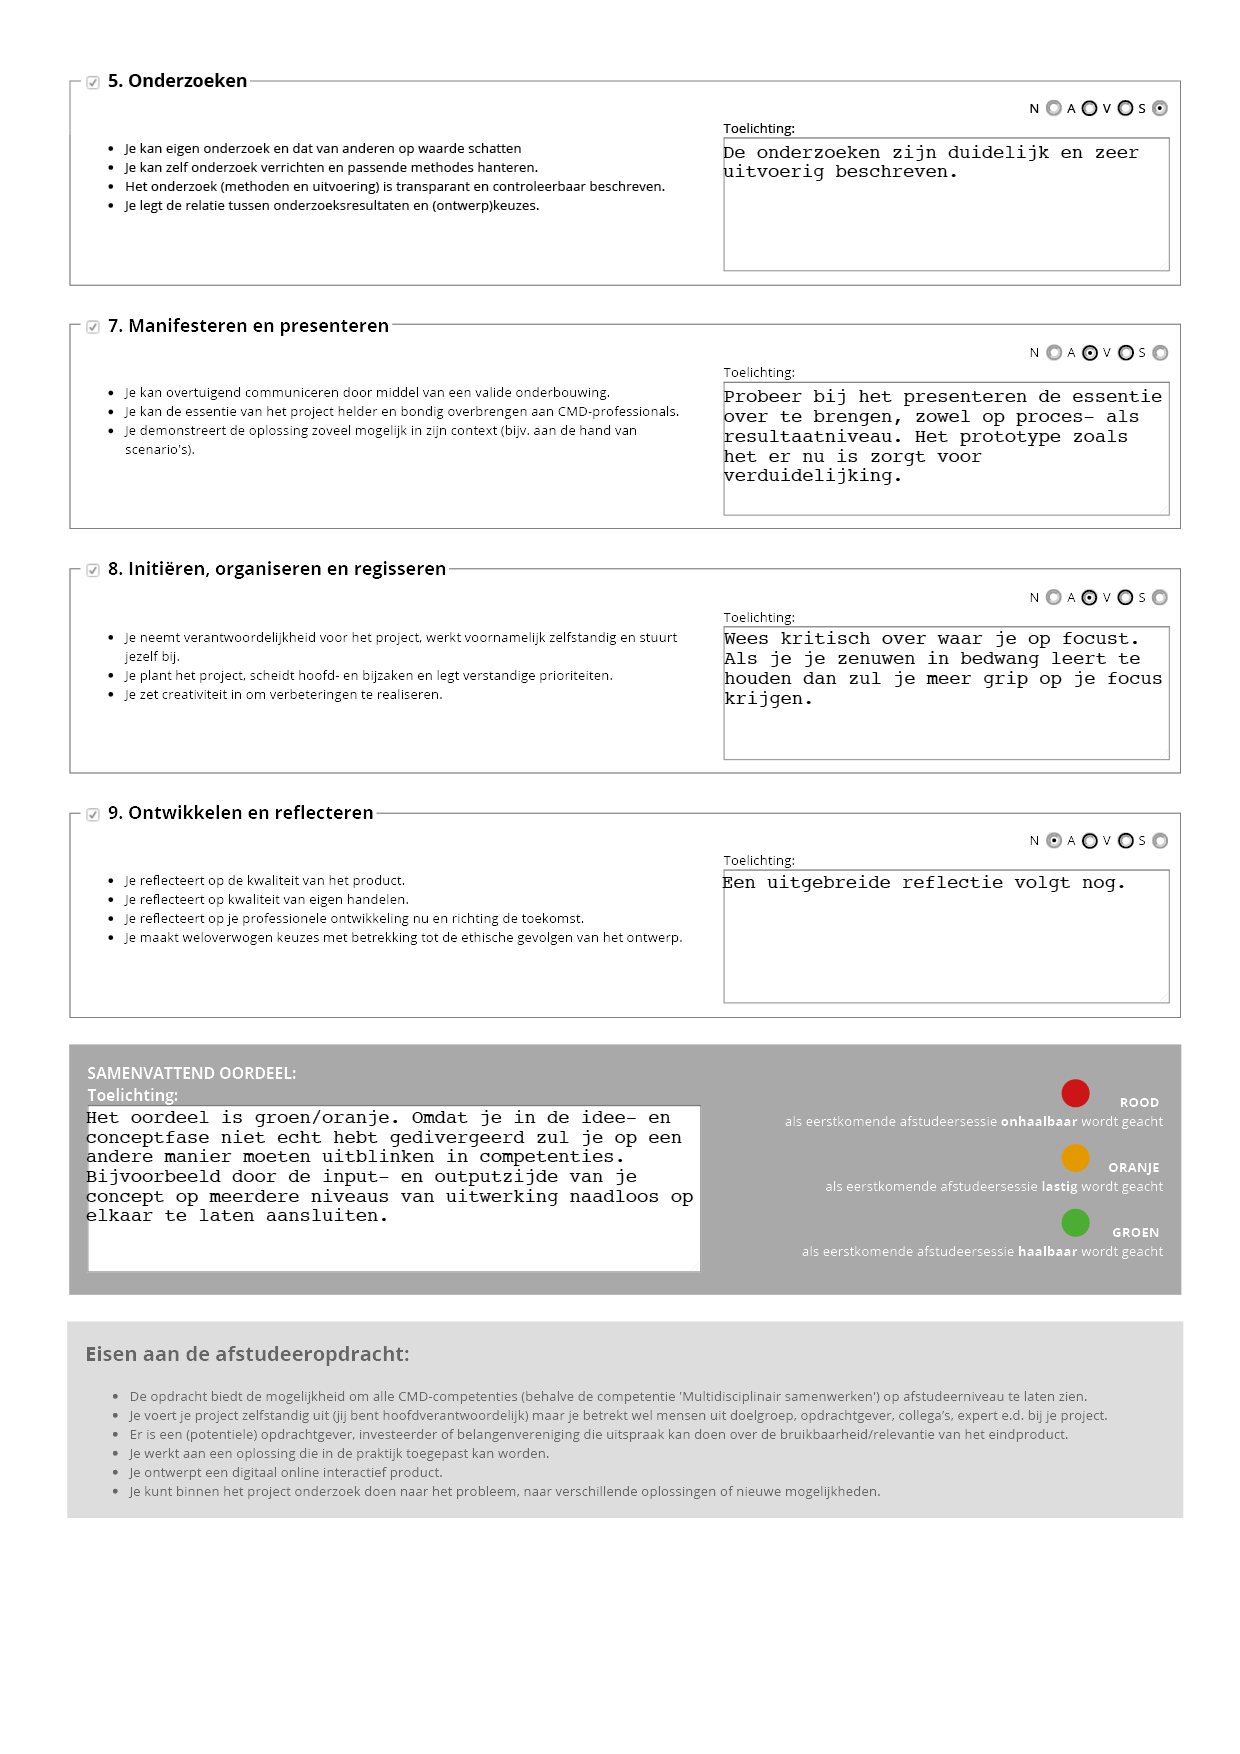 5. Onderzoeken
N A V S
Toelichting:
• Je kan eigen onderzoek en dat van anderen op waarde schatten
• Je kan zelf onderzoek verrichten en passende methodes hanteren.
• Het onderzoek (methoden en uitvoering) is transparant en controleerbaar beschreven.
• Je legt de relatie tussen onderzoeksresultaten en (ontwerp)keuzes.
De onderzoeken zijn duidelijk en zeer
uitvoerig beschreven.
7. Manifesteren en presenteren
N A V S
Toelichting:
• Je kan overtuigend communiceren door middel van een valide onderbouwing.
• Je kan de essentie van het project helder en bondig overbrengen aan CMD-professionals.
• Je demonstreert de oplossing zoveel mogelijk in zijn context (bijv. aan de hand van
scenario's).
Probeer bij het presenteren de essentie
over te brengen, zowel op proces- als
resultaatniveau. Het prototype zoals
het er nu is zorgt voor
verduidelijking.
8. Initiëren, organiseren en regisseren
N A V S
Toelichting:
• Je neemt verantwoordelijkheid voor het project, werkt voornamelijk zelfstandig en stuurt
jezelf bij.
• Je plant het project, scheidt hoofd- en bijzaken en legt verstandige prioriteiten.
• Je zet creativiteit in om verbeteringen te realiseren.
Wees kritisch over waar je op focust.
Als je je zenuwen in bedwang leert te
houden dan zul je meer grip op je focus
krijgen.
9. Ontwikkelen en reflecteren
N A V S
Toelichting:
• Je reflecteert op de kwaliteit van het product.
• Je reflecteert op kwaliteit van eigen handelen.
• Je reflecteert op je professionele ontwikkeling nu en richting de toekomst.
• Je maakt weloverwogen keuzes met betrekking tot de ethische gevolgen van het ontwerp.
Een uitgebreide reflectie volgt nog.
SAMENVATTEND OORDEEL:
Toelichting:
Het oordeel is groen/oranje. Omdat je in de idee- en
conceptfase niet echt hebt gedivergeerd zul je op een
andere manier moeten uitblinken in competenties.
Bijvoorbeeld door de input- en outputzijde van je
concept op meerdere niveaus van uitwerking naadloos op
elkaar te laten aansluiten.
ROOD
als eerstkomende afstudeersessie onhaalbaar wordt geacht
ORANJE
als eerstkomende afstudeersessie lastig wordt geacht
GROEN
als eerstkomende afstudeersessie haalbaar wordt geacht
Eisen aan de afstudeeropdracht:
• De opdracht biedt de mogelijkheid om alle CMD-competenties (behalve de competentie 'Multidisciplinair samenwerken') op afstudeerniveau te laten zien.
• Je voert je project zelfstandig uit (jij bent hoofdverantwoordelijk) maar je betrekt wel mensen uit doelgroep, opdrachtgever, collega's, expert e.d. bij je project.
• Er is een (potentiele) opdrachtgever, investeerder of belangenvereniging die uitspraak kan doen over de bruikbaarheid/relevantie van het eindproduct.
• Je werkt aan een oplossing die in de praktijk toegepast kan worden.
• Je ontwerpt een digitaal online interactief product.
• Je kunt binnen het project onderzoek doen naar het probleem, naar verschillende oplossingen of nieuwe mogelijkheden.